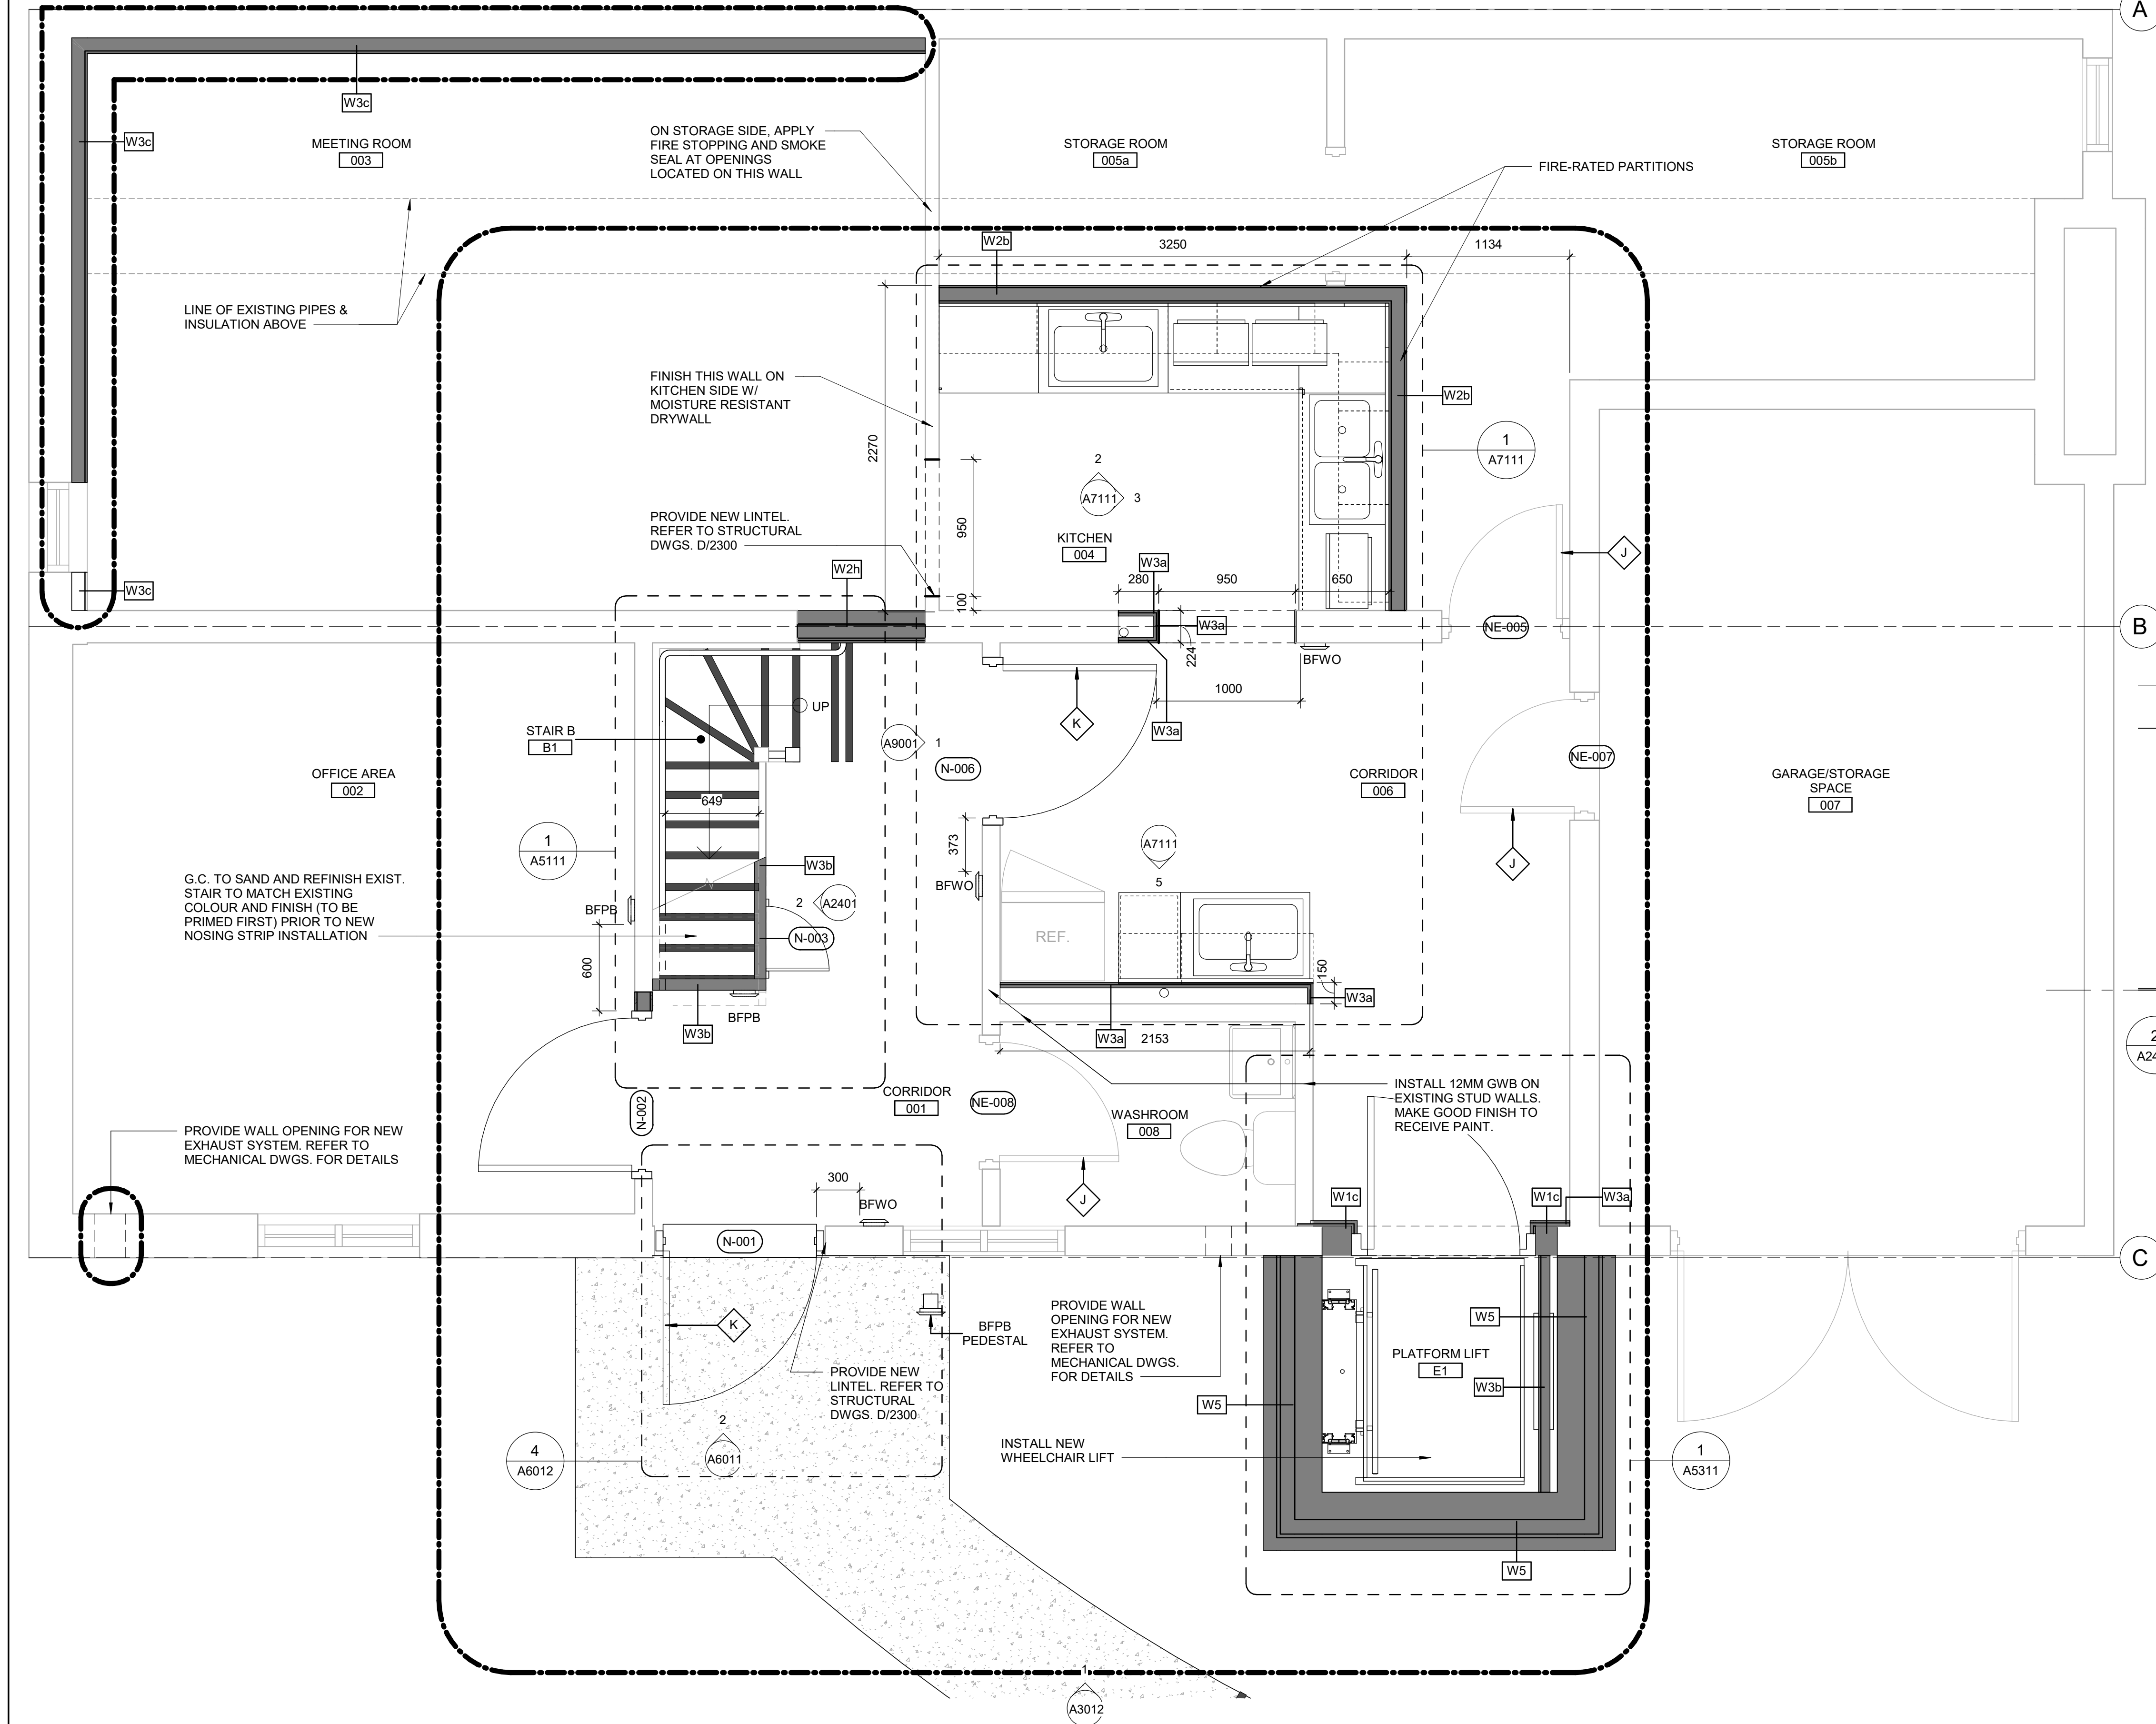 A
W3c
W3c
MEETING ROOM
003
ON STORAGE SIDE, APPLY
FIRE STOPPING AND SMOKE
SEAL AT OPENINGS
LOCATED ON THIS WALL
STORAGE ROOM
005a
FIRE-RATED PARTITIONS
STORAGE ROOM
005b
W2b
3250
1134
LINE OF EXISTING PIPES &
INSULATION ABOVE
FINISH THIS WALL ON
KITCHEN SIDE W/
MOISTURE RESISTANT
DRYWALL
2270
W2b
1
A7111
2
A7111
3
PROVIDE NEW LINTEL.
REFER TO STRUCTURAL
DWGS. D/2300
950
KITCHEN
004
J
W3c
W2h
W3a
280
950
650
100
W3a
224
NE-005
B
BFWO
1000
K
W3a
UP
STAIR B
B1
A9001
1
N-006
NE-007
OFFICE AREA
002
649
CORRIDOR
006
GARAGE/STORAGE
SPACE
007
1
A5111
373
A7111
5
J
W3b
G.C. TO SAND AND REFINISH EXIST.
STAIR TO MATCH EXISTING
COLOUR AND FINISH (TO BE
PRIMED FIRST) PRIOR TO NEW
NOSING STRIP INSTALLATION
BFPB
2
A2401
BFWO
N-003
REF.
600
150
W3a
BFPB
W3b
W3a
2153
2
A24
CORRIDOR
001
NE-008
N-002
WASHROOM
008
INSTALL 12MM GWB ON
EXISTING STUD WALLS.
MAKE GOOD FINISH TO
RECEIVE PAINT.
PROVIDE WALL OPENING FOR NEW
EXHAUST SYSTEM. REFER TO
MECHANICAL DWGS. FOR DETAILS
300
BFWO
J
W1c
W1c
W3a
N-001
C
K
BFPB
PEDESTAL
PROVIDE WALL
OPENING FOR NEW
EXHAUST SYSTEM.
REFER TO
MECHANICAL DWGS.
FOR DETAILS
W5
PLATFORM LIFT
E1
W3b
PROVIDE NEW
LINTEL. REFER TO
STRUCTURAL
DWGS. D/2300
W5
2
A6011
4
A6012
INSTALL NEW
WHEELCHAIR LIFT
1
A5311
W5
1
A3012